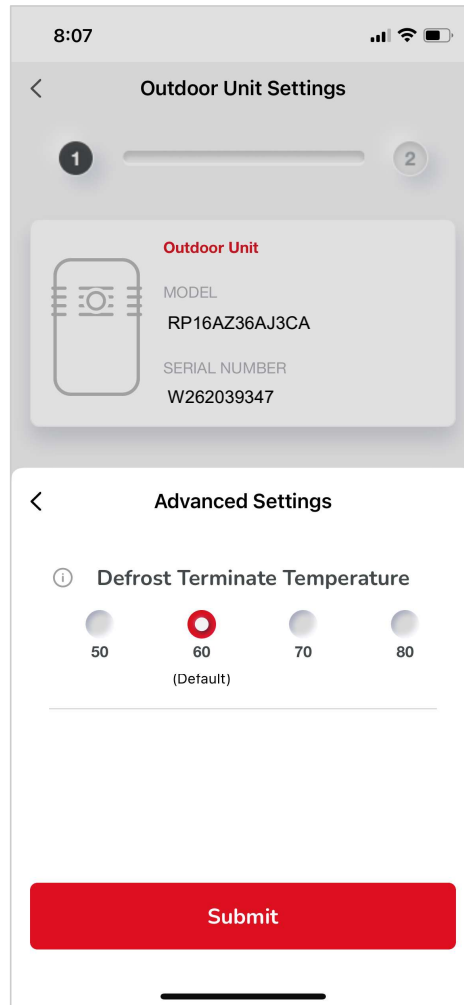 8:07
Outdoor Unit Settings
1 2
Outdoor Unit
MODEL
RP16AZ36AJ3CA
SERIAL NUMBER
W262039347
Advanced Settings
Defrost Terminate Temperature
50 60 70 80
(Default)
Submit